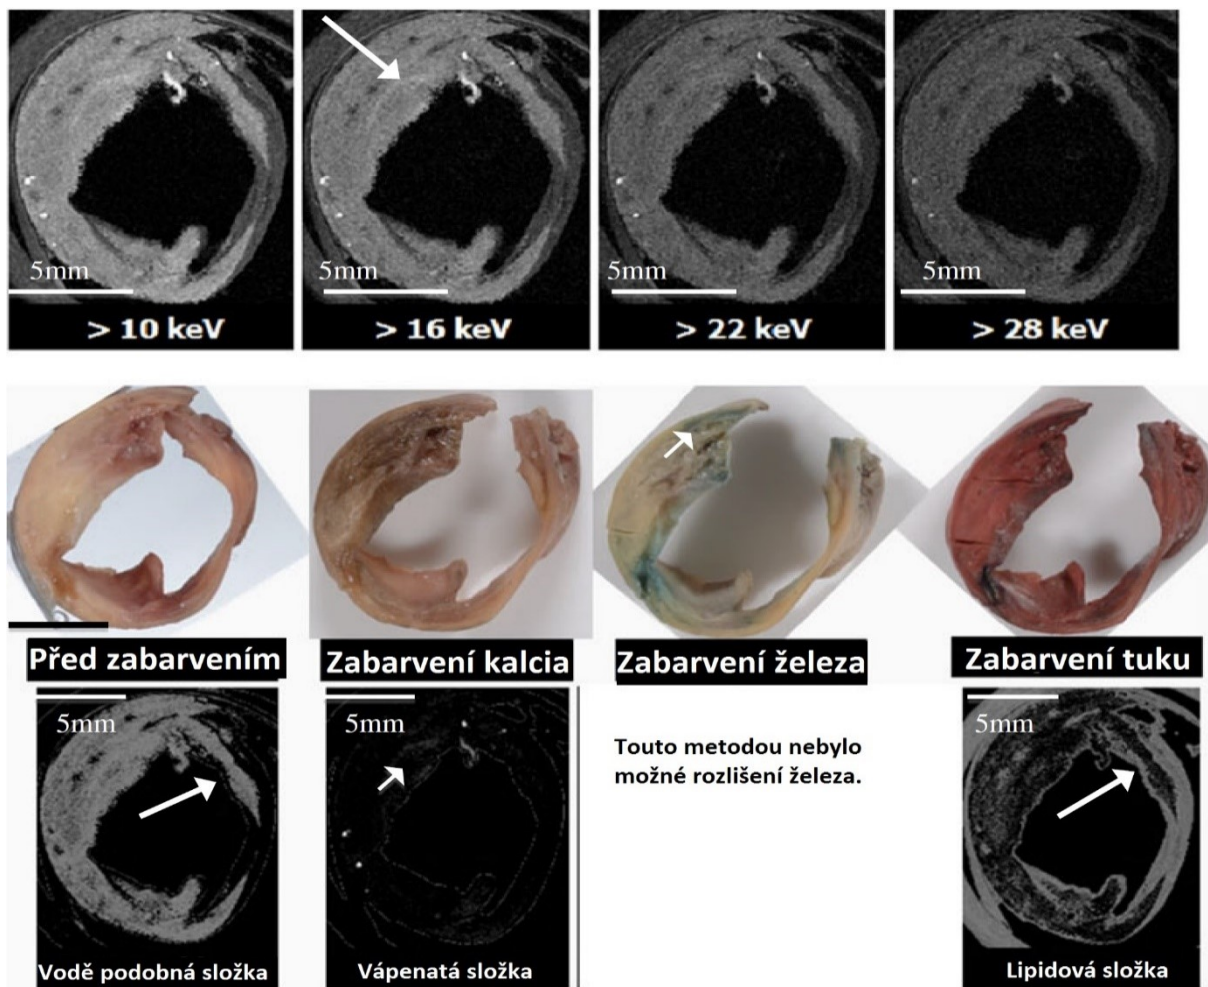 5mm
5mm
5mm
5mm
> 10 keV
> 16 keV
> 22 keV
> 28 keV
Před zabarvením
Zabarvení kalcia
Zabarvení železa
Zabarvení tuku
5mm
5mm
5mm
Touto metodou nebylo
možné rozlišení železa.
Vodě podobná složka
Vápenatá složka
Lipidová složka